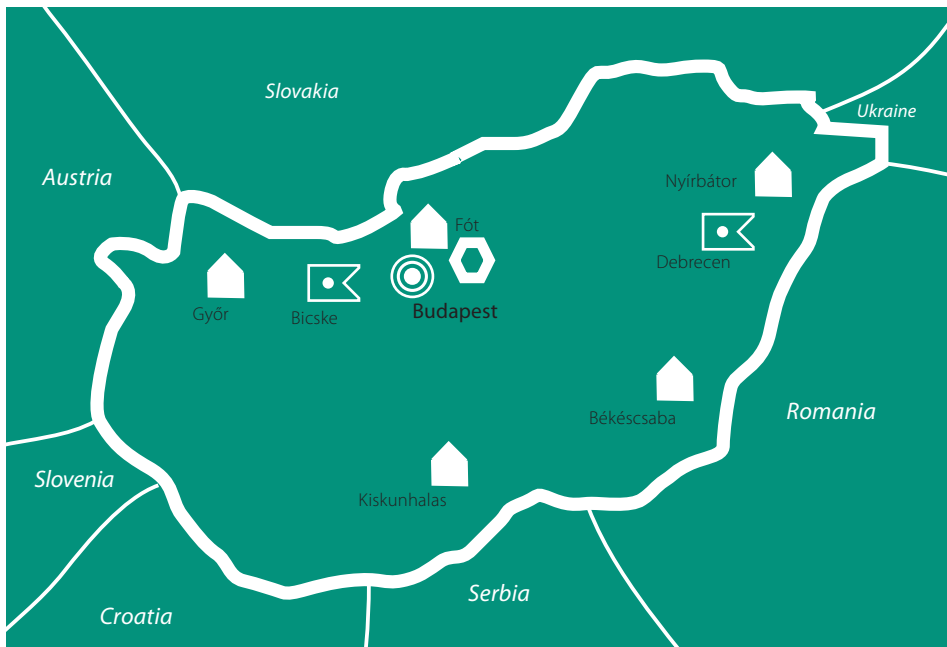 Slovakia
Ukraine
Austria
Nyírbátor
Fót
Debrecen
Győr
Bicske
Budapest
Romania
Békéscsaba
Slovenia
Kiskunhalas
Serbia
Croatia